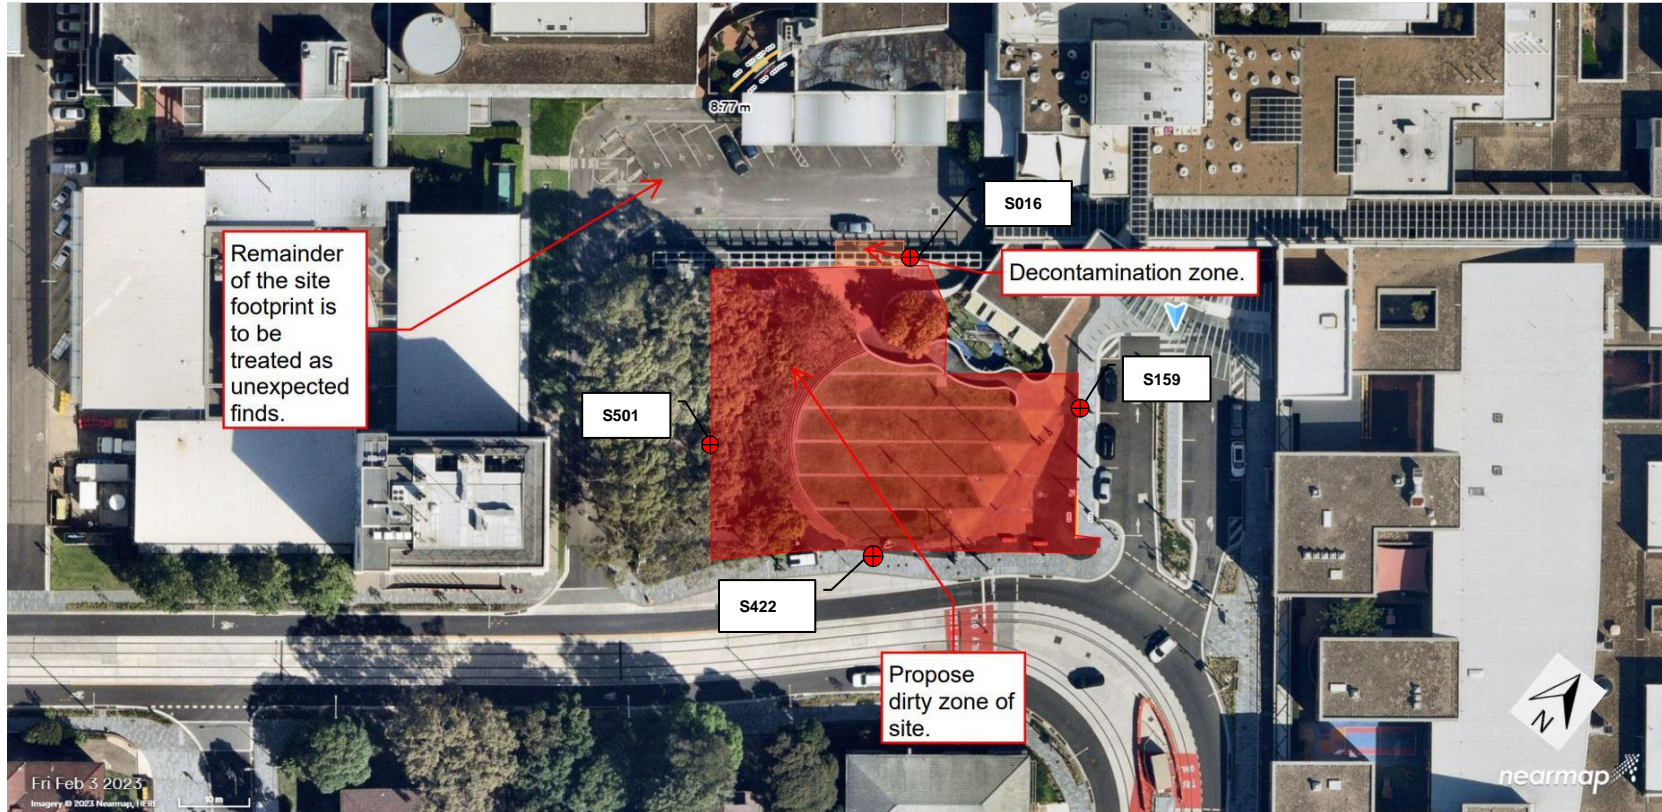 8.77 m
S016
Remainder
of the site
footprint is
to be
treated as
unexpected
finds.
Decontamination zone.
S159
S501
S422
Propose
dirty zone of
site.
N
Fri Feb 3 2023
Imagery © 2023 Nearmap, HERE
10 m
nearmap